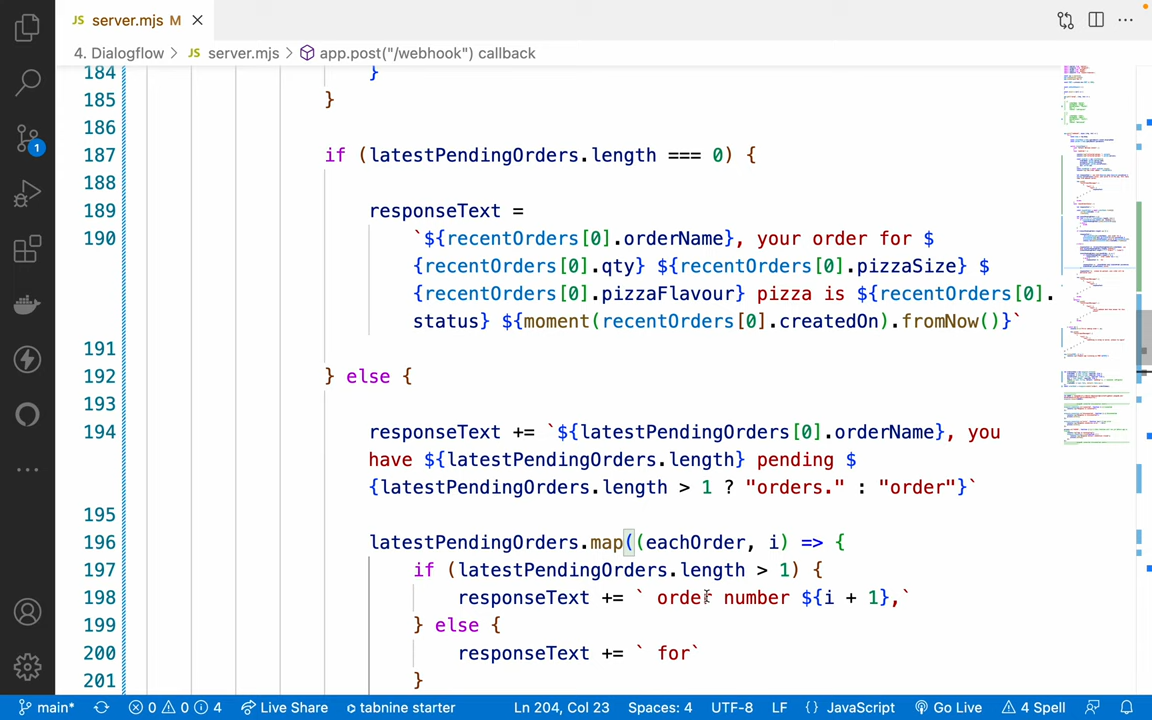 JS server.mjs M
4. Dialogflow > JS server.mjs > app.post("/webhook") callback
184 }
185 }
186
187 if (latestPendingOrders.length === 0) {
188
189 responseText =
190 `${recentOrders[0].orderName}, your order for $
{recentOrders[0].qty} ${recentOrders[0].pizzaSize} $
{recentOrders[0].pizzaFlavour} pizza is ${recentOrders[0].
status} ${moment(recentOrders[0].createdOn).fromNow()}`
191
192 } else {
193
194 responseText += `${latestPendingOrders[0].orderName}, you
have ${latestPendingOrders.length} pending $
{latestPendingOrders.length > 1 ? "orders." : "order"}`
195
196 latestPendingOrders.map((eachOrder, i) => {
197 if (latestPendingOrders.length > 1) {
198 responseText += ` order number ${i + 1},`
199 } else {
200 responseText += ` for`
201 }
1
main* 0 0 4 Live Share tabnine starter Ln 204, Col 23 Spaces: 4 UTF-8 LF {} JavaScript Go Live 4 Spell